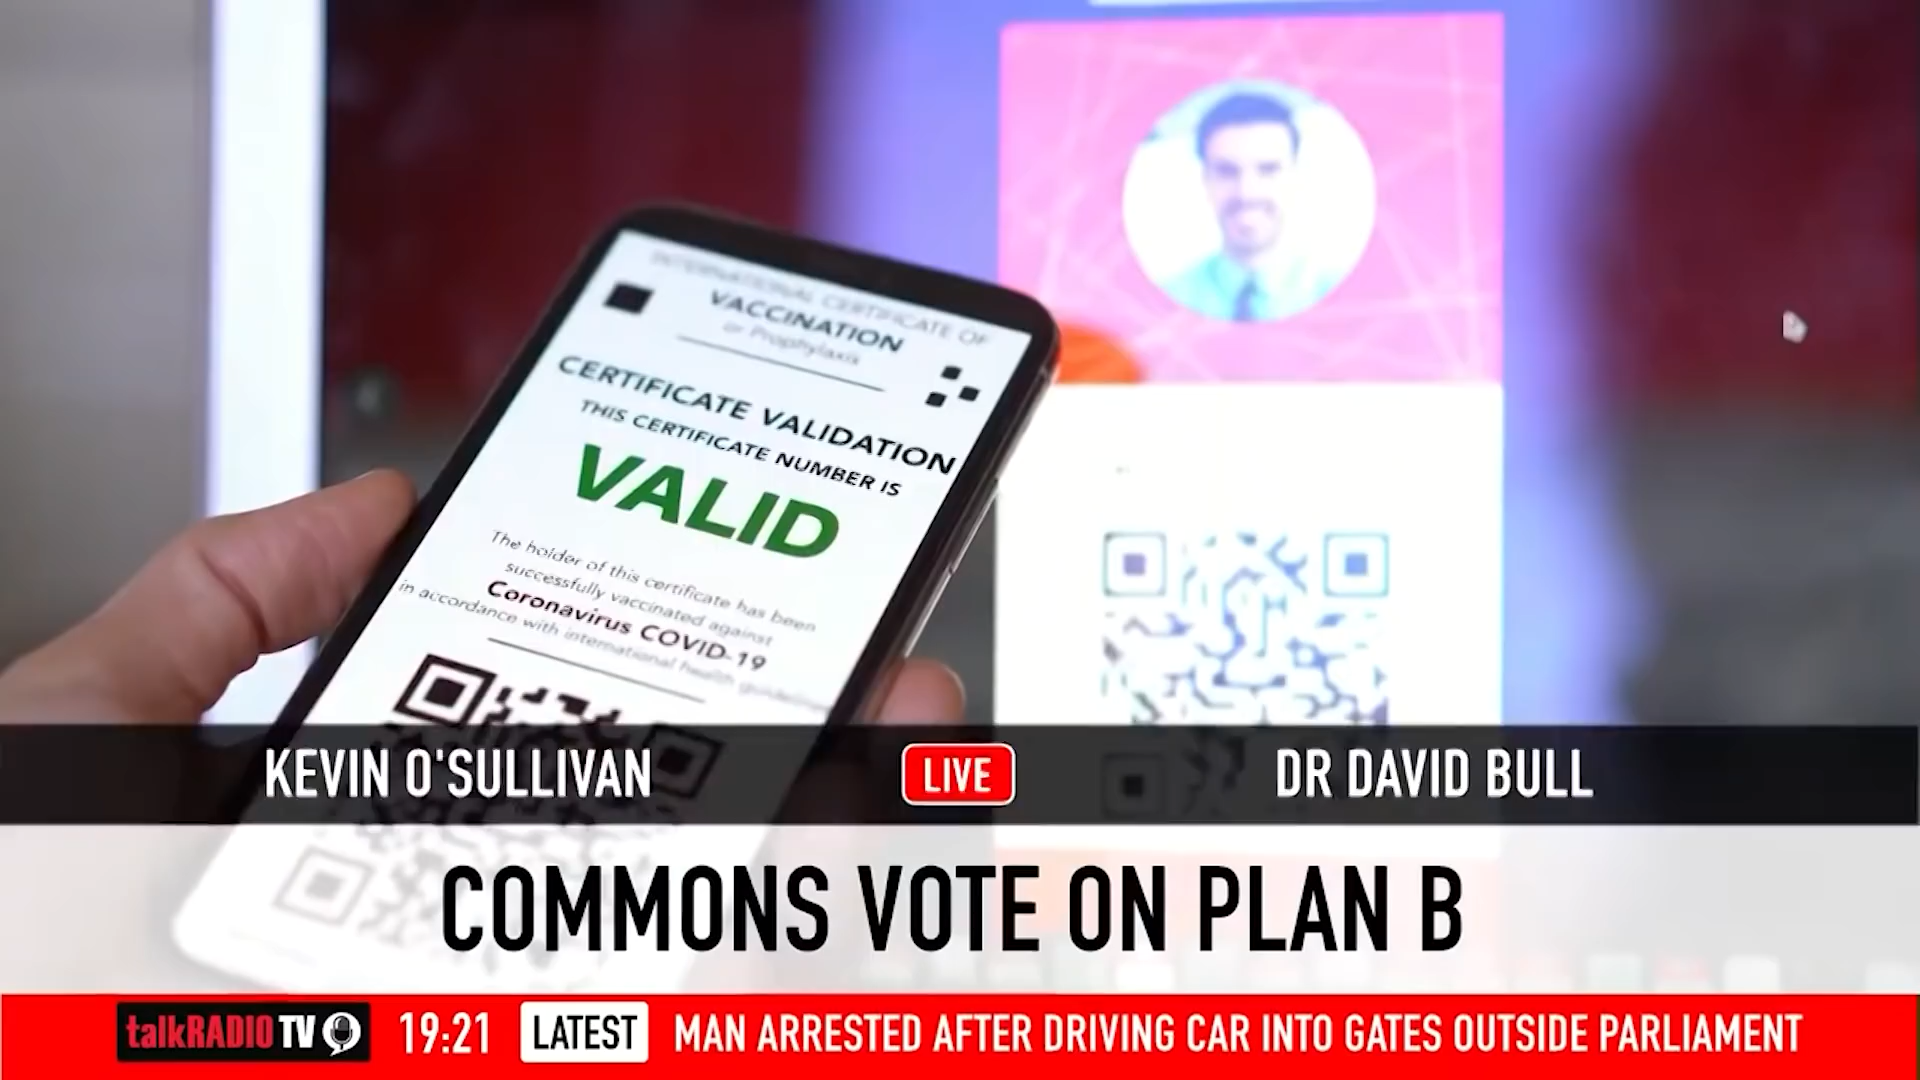 INTERNATIONAL CERTIFICATE OF
VACCINATION
or Prophylaxis
CERTIFICATE VALIDATION
THIS CERTIFICATE NUMBER IS
VALID
The holder of this certificate has been
successfully vaccinated against
Coronavirus COVID-19
in accordance with international health guidelines
KEVIN O'SULLIVAN
LIVE
DR DAVID BULL
COMMONS VOTE ON PLAN B
talkRADIO TV
19:21
LATEST
MAN ARRESTED AFTER DRIVING CAR INTO GATES OUTSIDE PARLIAMENT